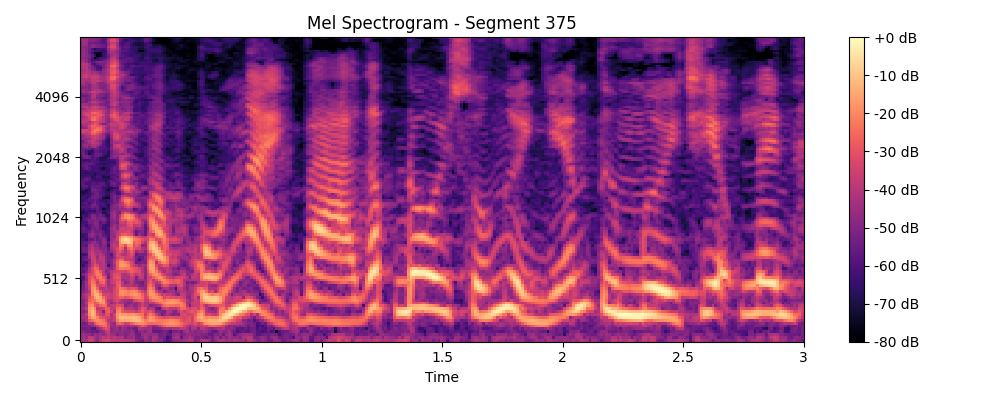 Mel Spectrogram - Segment 375
Frequency
4096
2048
1024
512
0
0
0.5
1
1.5
2
2.5
3
Time
+0 dB
-10 dB
-20 dB
-30 dB
-40 dB
-50 dB
-60 dB
-70 dB
-80 dB